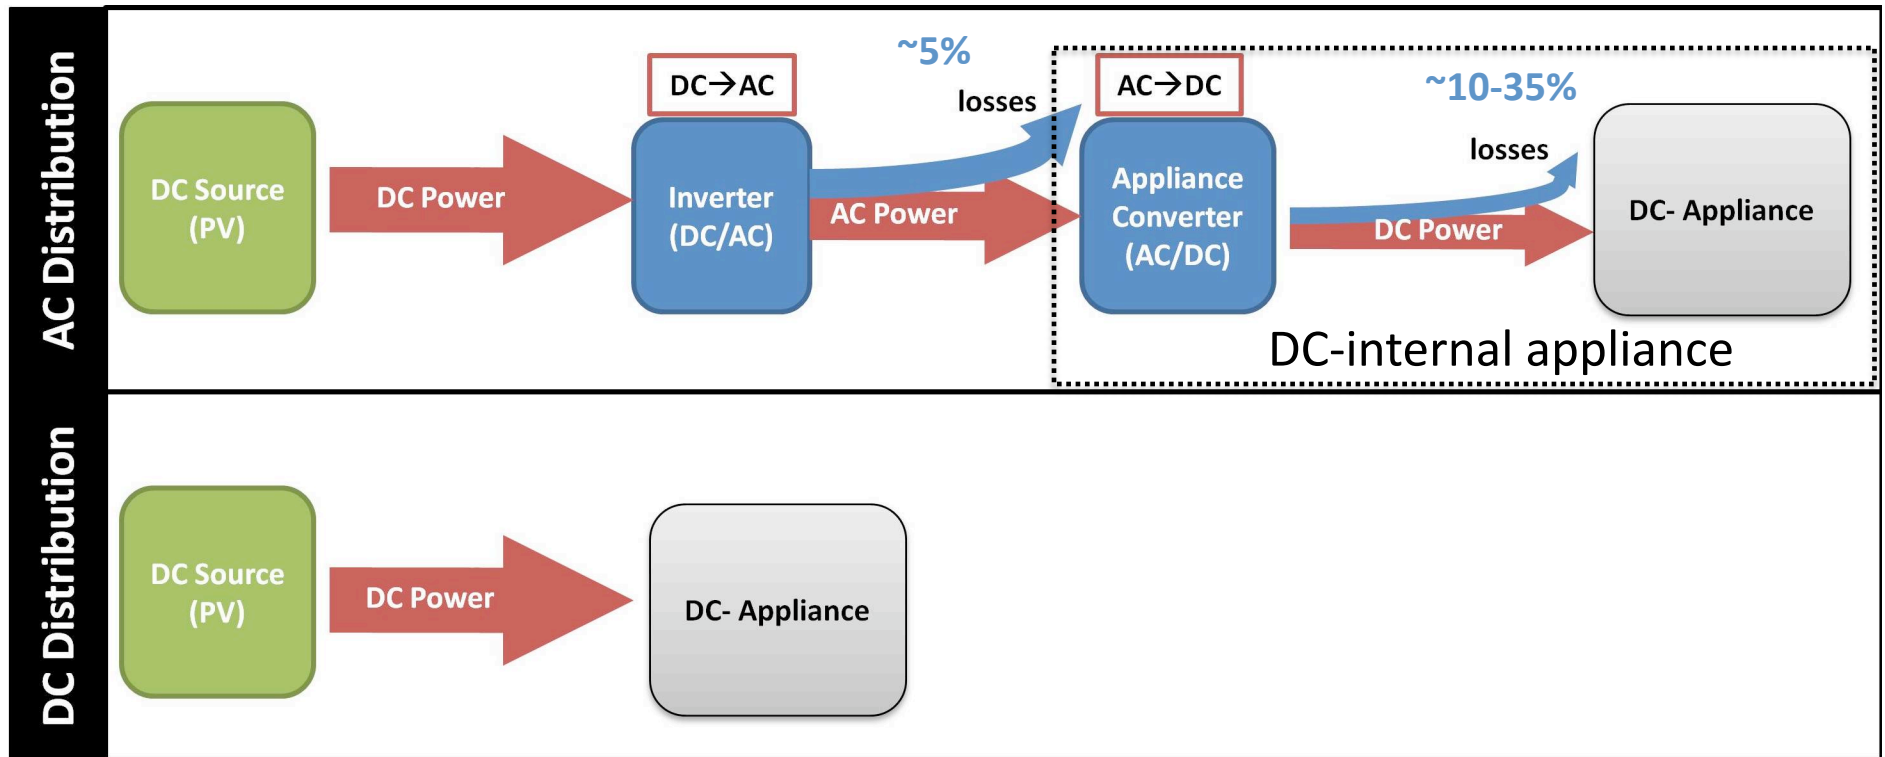 AC Distribution
DC Source
(PV)
DC Power
DC→AC
Inverter
(DC/AC)
~5%
losses
AC Power
AC→DC
Appliance
Converter
(AC/DC)
~10-35%
losses
DC Power
DC- Appliance
DC-internal appliance
DC Distribution
DC Source
(PV)
DC Power
DC- Appliance